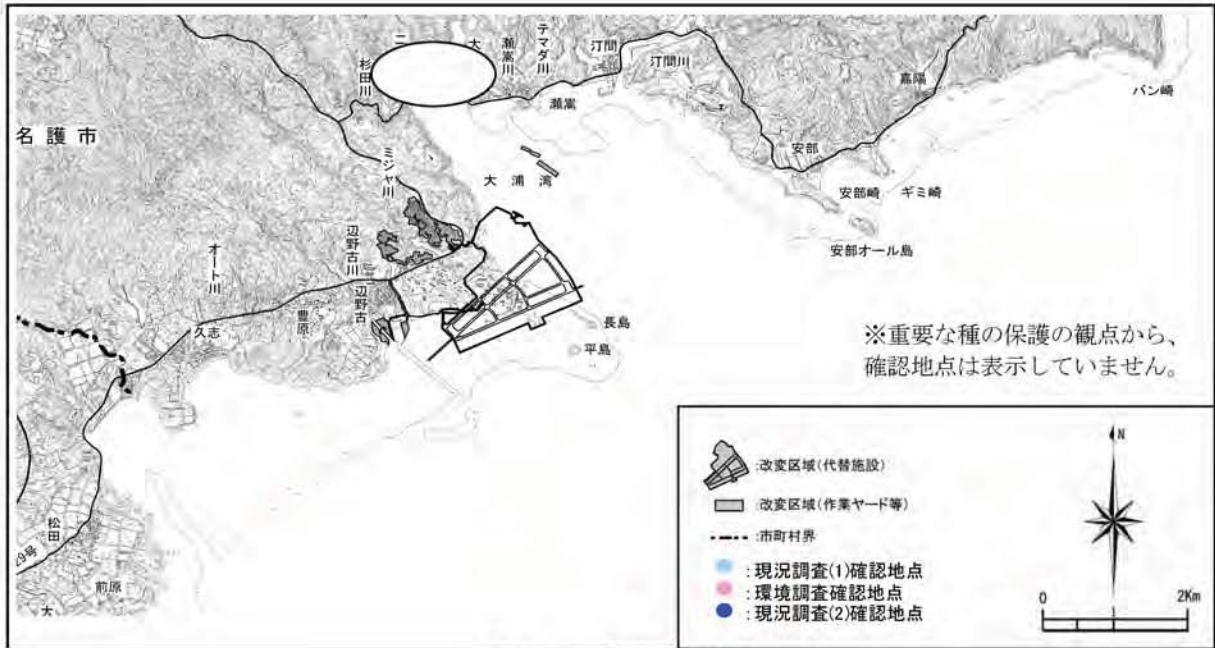 二
大
瀬嵩川
テマダ川
汀間
汀間川
杉田川
瀬嵩
嘉陽
バン崎
名護市
安部
ミジャ川
大浦湾
安部崎
ギミ崎
安部オール島
オート川
辺野古川
辺野古
豊原
久志
長島
平島
※重要な種の保護の観点から、
確認地点は表示していません。
:改変区域(代替施設)
:改変区域(作業ヤード等)
:市町村界
:現況調査(1)確認地点
:環境調査確認地点
:現況調査(2)確認地点
N
0 2Km
松田
29号
前原
大